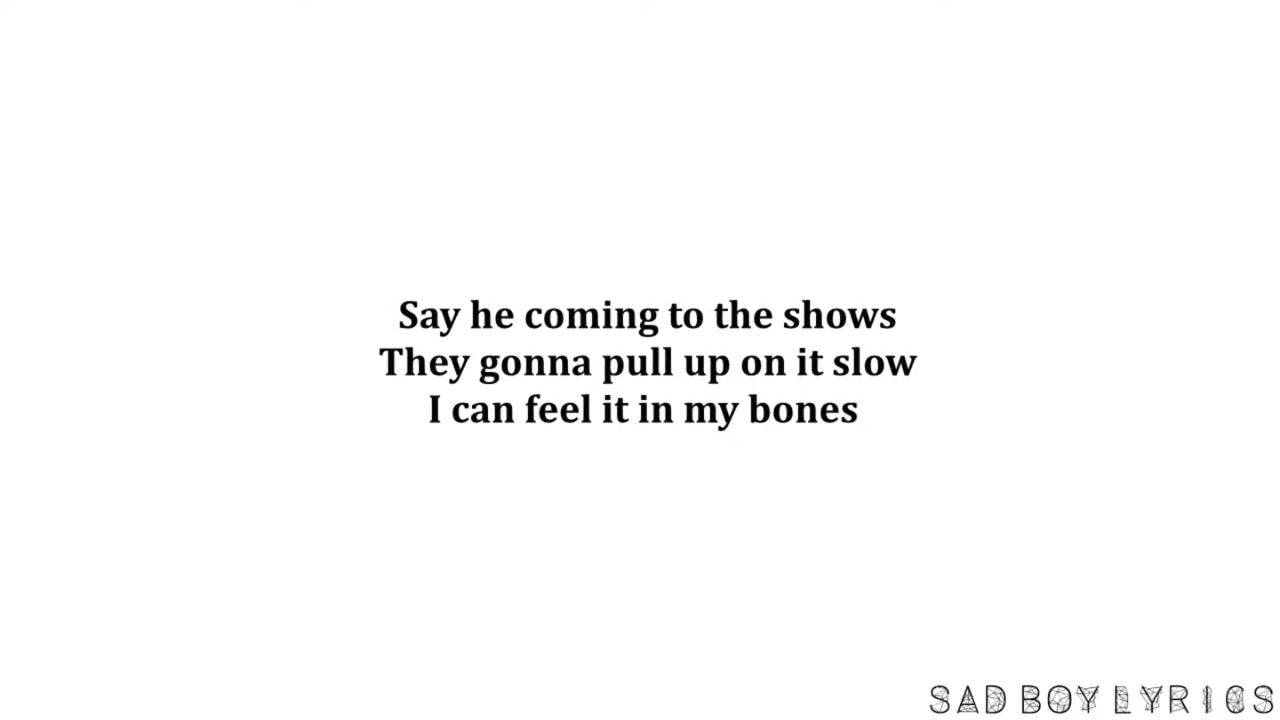 Say he coming to the shows
They gonna pull up on it slow
I can feel it in my bones
SAD BOY LYRICS